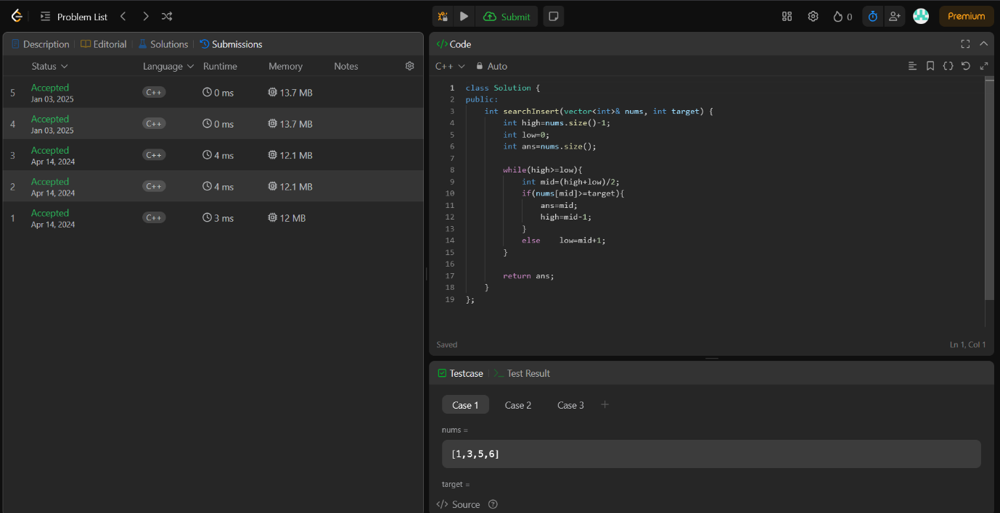 Problem List
Submit
0
Premium
Description Editorial Solutions Submissions
Status Language Runtime Memory Notes
5 Accepted C++ 0 ms 13.7 MB
Jan 03, 2025
4 Accepted C++ 0 ms 13.7 MB
Jan 03, 2025
3 Accepted C++ 4 ms 12.1 MB
Apr 14, 2024
2 Accepted C++ 4 ms 12.1 MB
Apr 14, 2024
1 Accepted C++ 3 ms 12 MB
Apr 14, 2024
</> Code
C++ Auto
1 class Solution {
2 public:
3     int searchInsert(vector<int>& nums, int target) {
4         int high=nums.size()-1;
5         int low=0;
6         int ans=nums.size();
7
8         while(high>=low){
9             int mid=(high+low)/2;
10             if(nums[mid]>=target){
11                 ans=mid;
12                 high=mid-1;
13             }
14             else    low=mid+1;
15         }
16
17         return ans;
18     }
19 };
Saved Ln 1, Col 1
Testcase >_ Test Result
Case 1 Case 2 Case 3 +
nums =
[1,3,5,6]
target =
</> Source ?